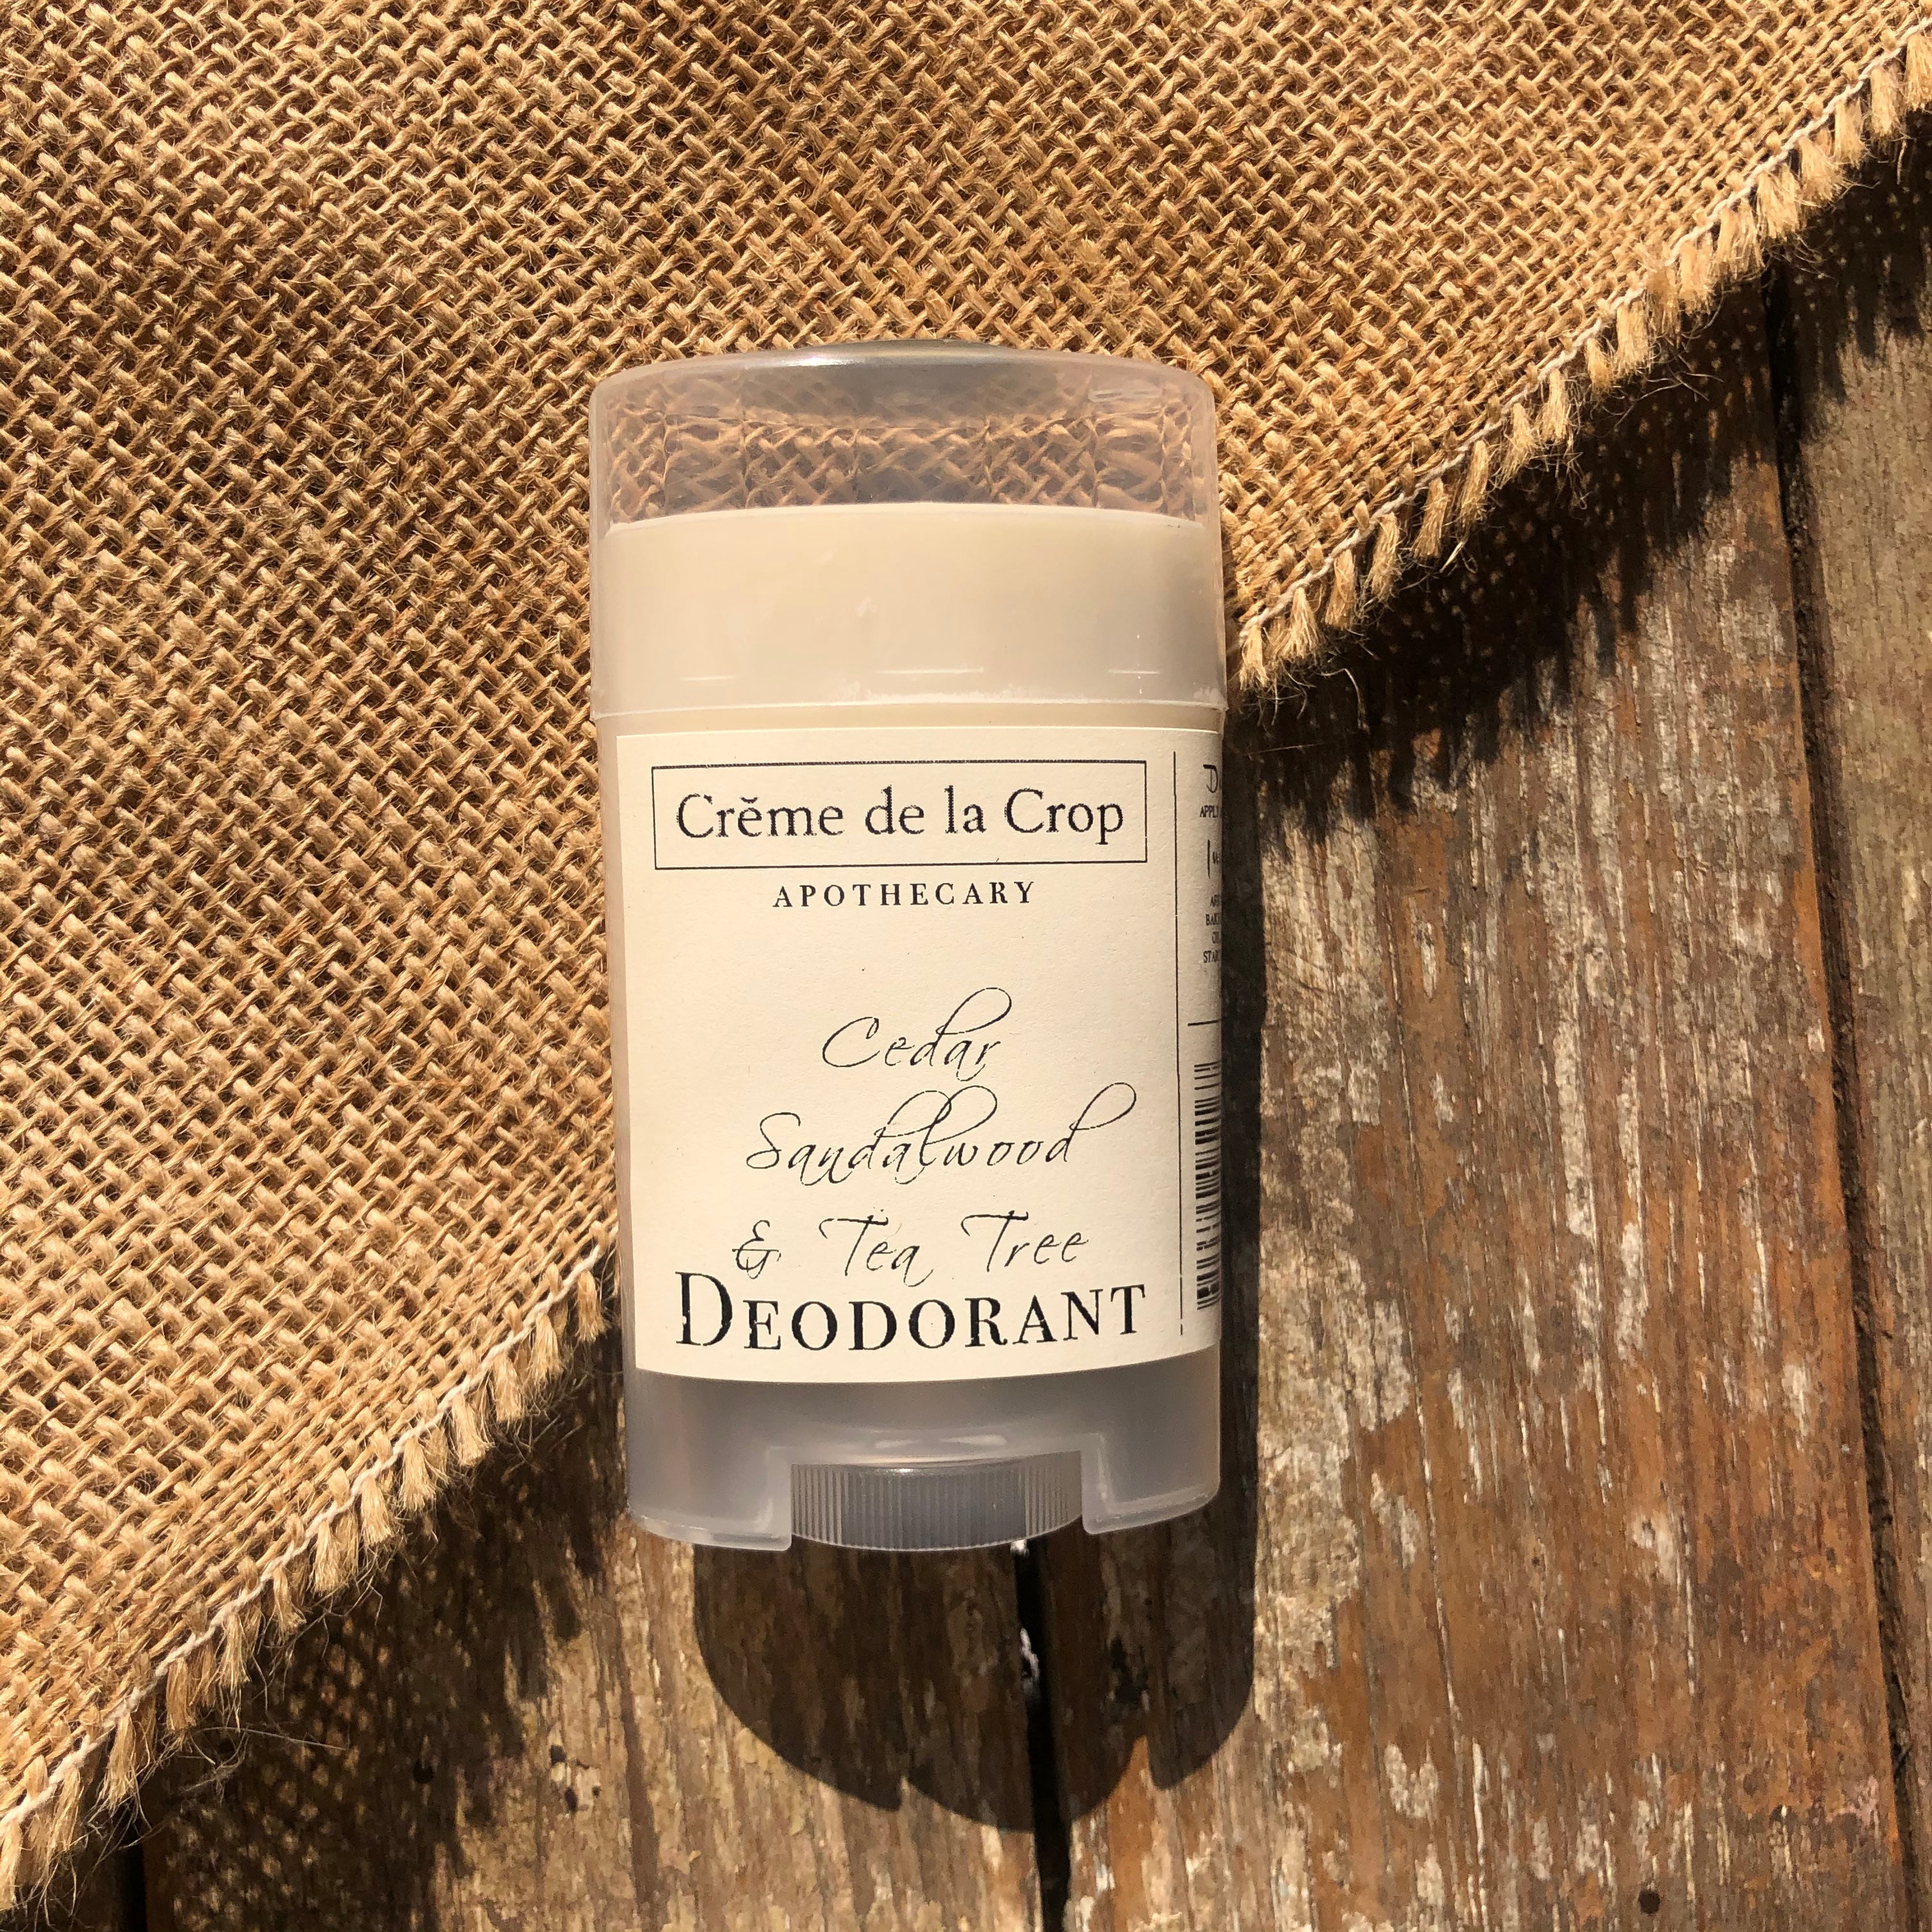 Crĕme de la Crop
APOTHECARY
Cedar
Sandalwood
& Tea Tree
DEODORANT